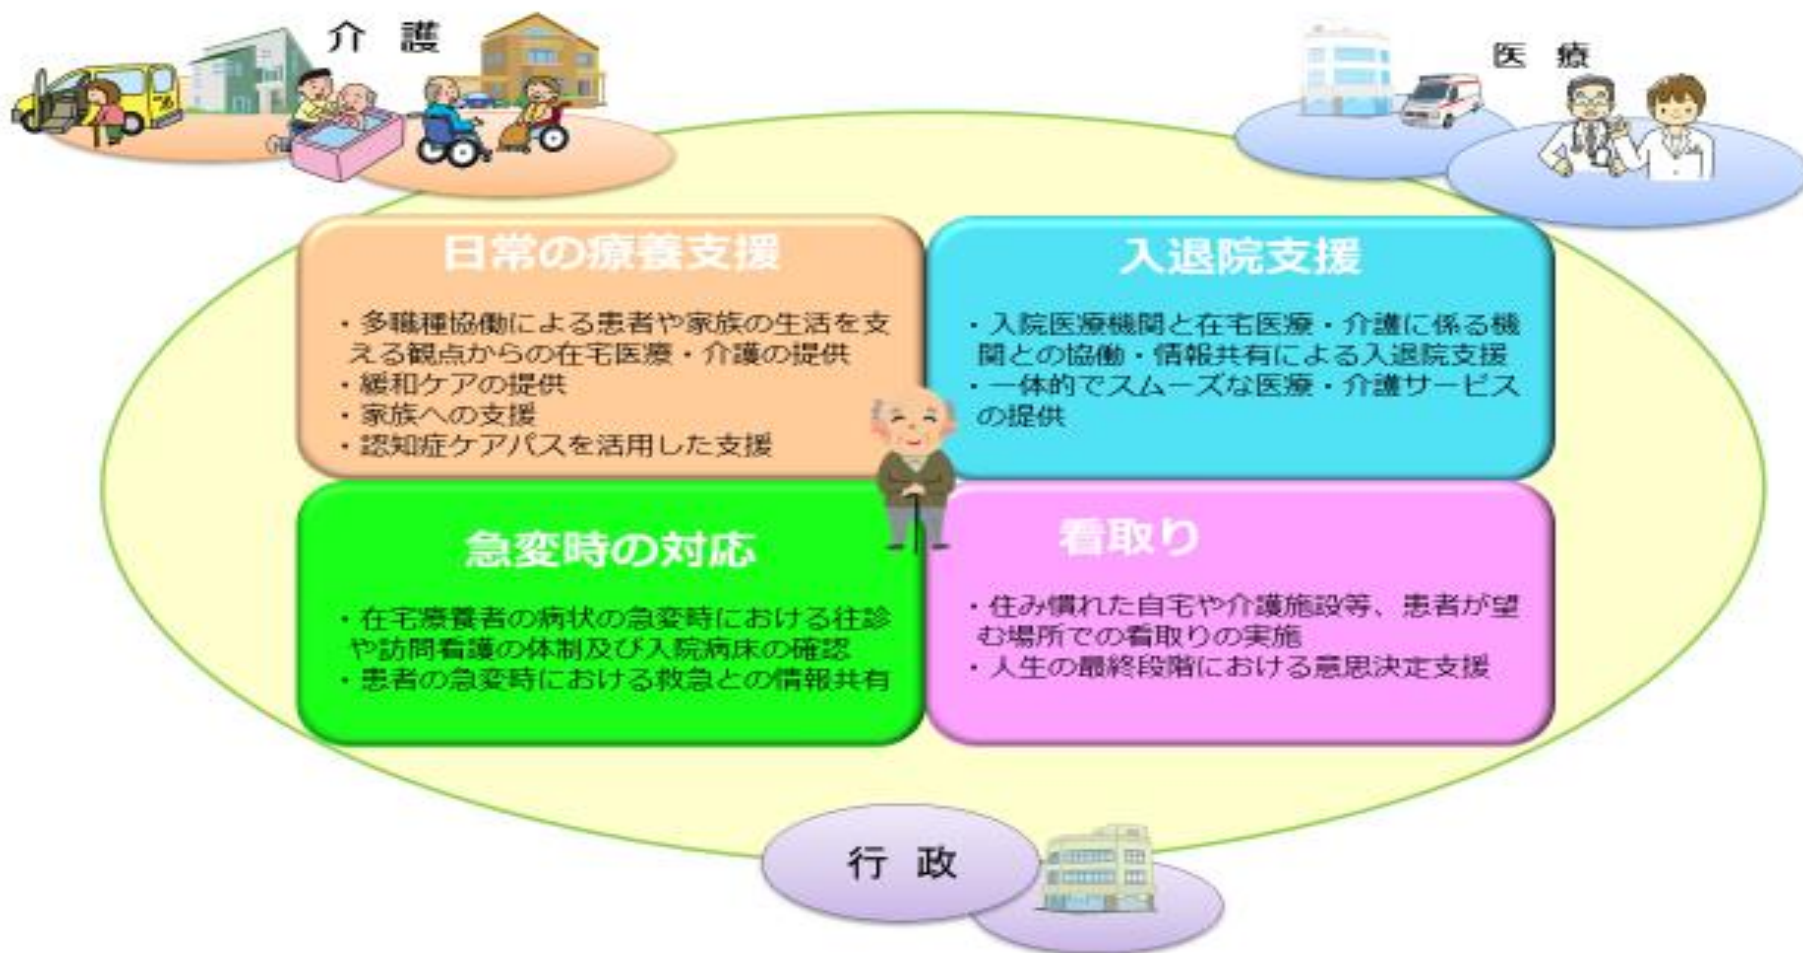 介 護
医 療
日常の療養支援
・多職種協働による患者や家族の生活を支
える観点からの在宅医療・介護の提供
・緩和ケアの提供
・家族への支援
・認知症ケアパスを活用した支援
入退院支援
・入院医療機関と在宅医療・介護に係る機
関との協働・情報共有による入退院支援
・一体的でスムーズな医療・介護サービス
の提供
急変時の対応
・在宅療養者の病状の急変時における往診
や訪問看護の体制及び入院病床の確認
・患者の急変時における救急との情報共有
看取り
・住み慣れた自宅や介護施設等、患者が望
む場所での看取りの実施
・人生の最終段階における意思決定支援
行 政